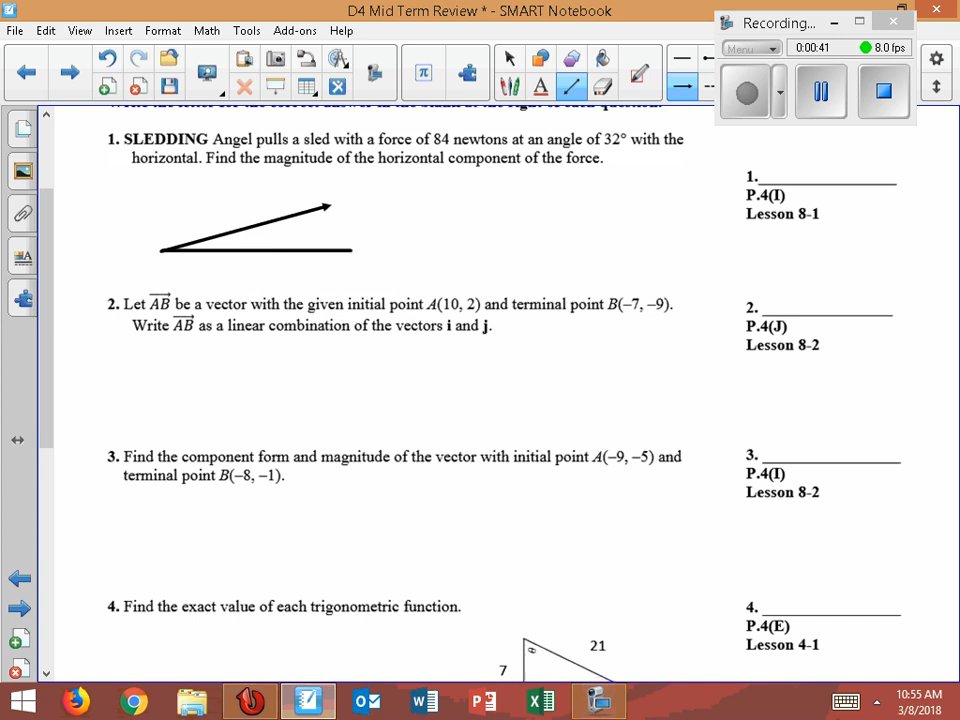 D4 Mid Term Review * - SMART Notebook
Recording...
File Edit View Insert Format Math Tools Add-ons Help
Menu 0:00:41 8.0 fps
1. SLEDDING Angel pulls a sled with a force of 84 newtons at an angle of 32° with the
horizontal. Find the magnitude of the horizontal component of the force.
1.
P.4(I)
Lesson 8-1
2. Let AB be a vector with the given initial point A(10, 2) and terminal point B(–7, –9).
Write AB as a linear combination of the vectors i and j.
2.
P.4(J)
Lesson 8-2
3. Find the component form and magnitude of the vector with initial point A(–9, –5) and
terminal point B(–8, –1).
3.
P.4(I)
Lesson 8-2
4. Find the exact value of each trigonometric function.
4.
P.4(E)
Lesson 4-1
θ
21
7
10:55 AM
3/8/2018